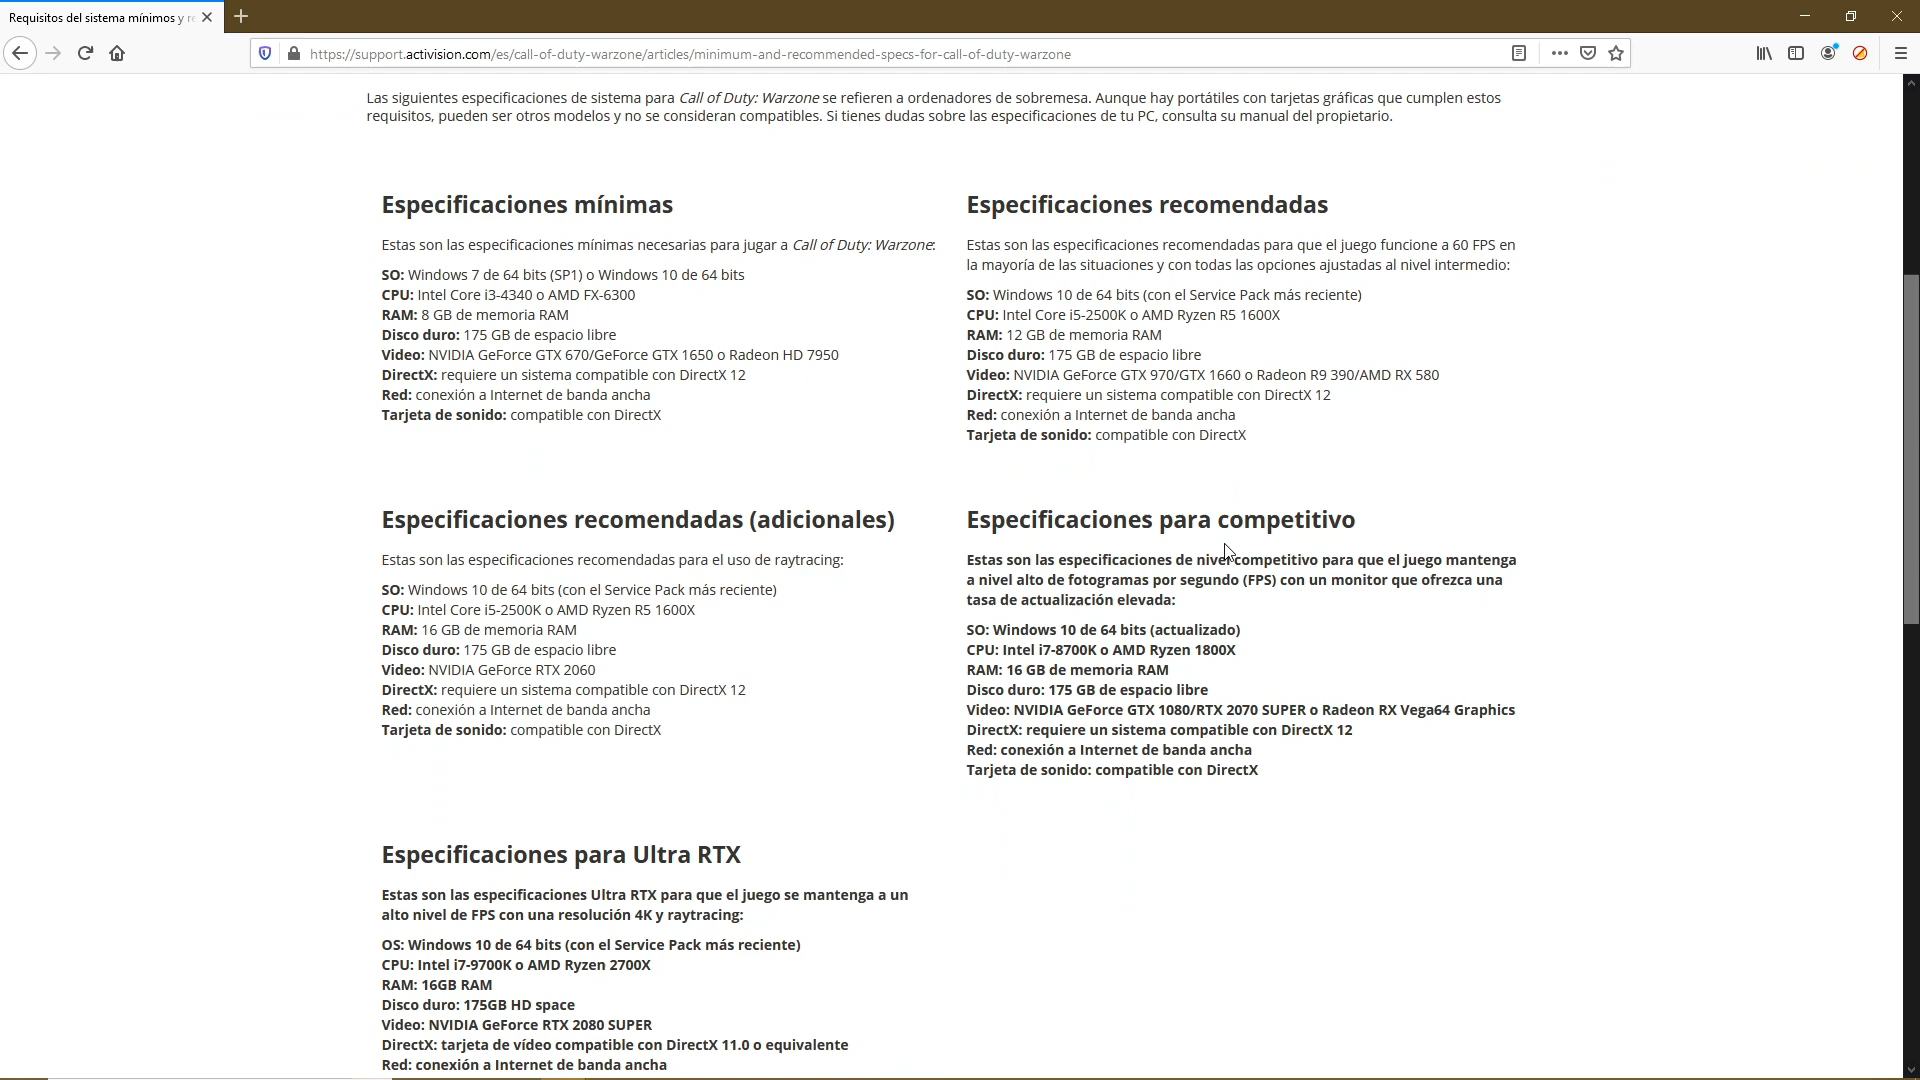 Requisitos del sistema mínimos y re
https://support.activision.com/es/call-of-duty-warzone/articles/minimum-and-recommended-specs-for-call-of-duty-warzone
Las siguientes especificaciones de sistema para Call of Duty: Warzone se refieren a ordenadores de sobremesa. Aunque hay portátiles con tarjetas gráficas que cumplen estos
requisitos, pueden ser otros modelos y no se consideran compatibles. Si tienes dudas sobre las especificaciones de tu PC, consulta su manual del propietario.
Especificaciones mínimas
Estas son las especificaciones mínimas necesarias para jugar a Call of Duty: Warzone:
SO: Windows 7 de 64 bits (SP1) o Windows 10 de 64 bits
CPU: Intel Core i3-4340 o AMD FX-6300
RAM: 8 GB de memoria RAM
Disco duro: 175 GB de espacio libre
Video: NVIDIA GeForce GTX 670/GeForce GTX 1650 o Radeon HD 7950
DirectX: requiere un sistema compatible con DirectX 12
Red: conexión a Internet de banda ancha
Tarjeta de sonido: compatible con DirectX
Especificaciones recomendadas
Estas son las especificaciones recomendadas para que el juego funcione a 60 FPS en
la mayoría de las situaciones y con todas las opciones ajustadas al nivel intermedio:
SO: Windows 10 de 64 bits (con el Service Pack más reciente)
CPU: Intel Core i5-2500K o AMD Ryzen R5 1600X
RAM: 12 GB de memoria RAM
Disco duro: 175 GB de espacio libre
Video: NVIDIA GeForce GTX 970/GTX 1660 o Radeon R9 390/AMD RX 580
DirectX: requiere un sistema compatible con DirectX 12
Red: conexión a Internet de banda ancha
Tarjeta de sonido: compatible con DirectX
Especificaciones recomendadas (adicionales)
Estas son las especificaciones recomendadas para el uso de raytracing:
SO: Windows 10 de 64 bits (con el Service Pack más reciente)
CPU: Intel Core i5-2500K o AMD Ryzen R5 1600X
RAM: 16 GB de memoria RAM
Disco duro: 175 GB de espacio libre
Video: NVIDIA GeForce RTX 2060
DirectX: requiere un sistema compatible con DirectX 12
Red: conexión a Internet de banda ancha
Tarjeta de sonido: compatible con DirectX
Especificaciones para competitivo
Estas son las especificaciones de nivel competitivo para que el juego mantenga
a nivel alto de fotogramas por segundo (FPS) con un monitor que ofrezca una
tasa de actualización elevada:
SO: Windows 10 de 64 bits (actualizado)
CPU: Intel i7-8700K o AMD Ryzen 1800X
RAM: 16 GB de memoria RAM
Disco duro: 175 GB de espacio libre
Video: NVIDIA GeForce GTX 1080/RTX 2070 SUPER o Radeon RX Vega64 Graphics
DirectX: requiere un sistema compatible con DirectX 12
Red: conexión a Internet de banda ancha
Tarjeta de sonido: compatible con DirectX
Especificaciones para Ultra RTX
Estas son las especificaciones Ultra RTX para que el juego se mantenga a un
alto nivel de FPS con una resolución 4K y raytracing:
OS: Windows 10 de 64 bits (con el Service Pack más reciente)
CPU: Intel i7-9700K o AMD Ryzen 2700X
RAM: 16GB RAM
Disco duro: 175GB HD space
Video: NVIDIA GeForce RTX 2080 SUPER
DirectX: tarjeta de vídeo compatible con DirectX 11.0 o equivalente
Red: conexión a Internet de banda ancha